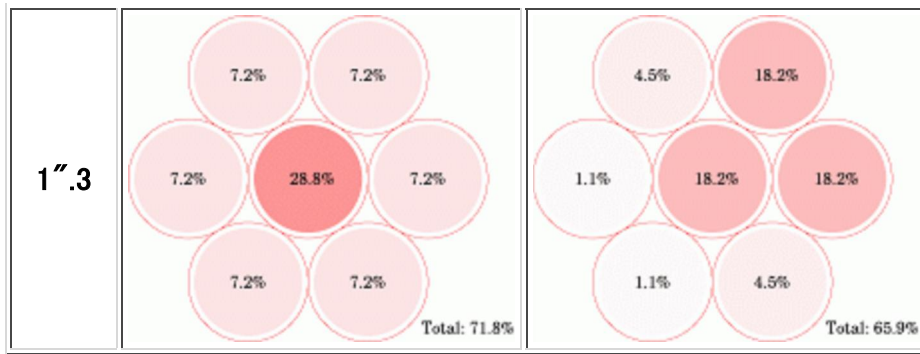 7.2% 7.2% 4.5% 18.2%
1″.3 7.2% 28.8% 7.2% 1.1% 18.2% 18.2%
7.2% 7.2% 1.1% 4.5%
Total: 71.8% Total: 65.9%